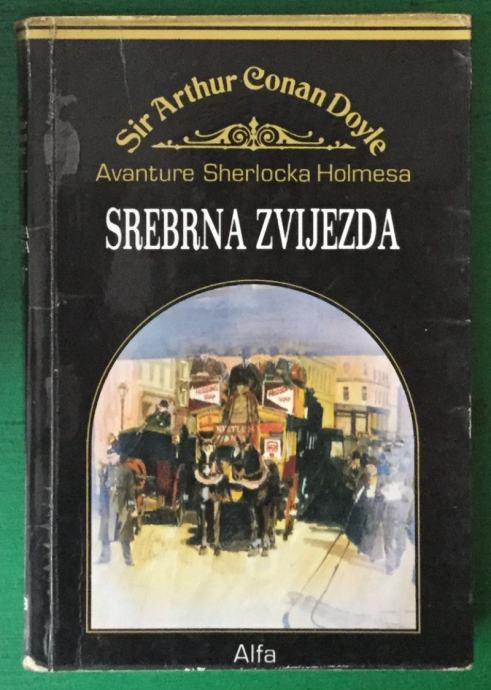 Sir Arthur Conan Doyle
Avanture Sherlocka Holmesa
SREBRNA ZVIJEZDA
Alfa